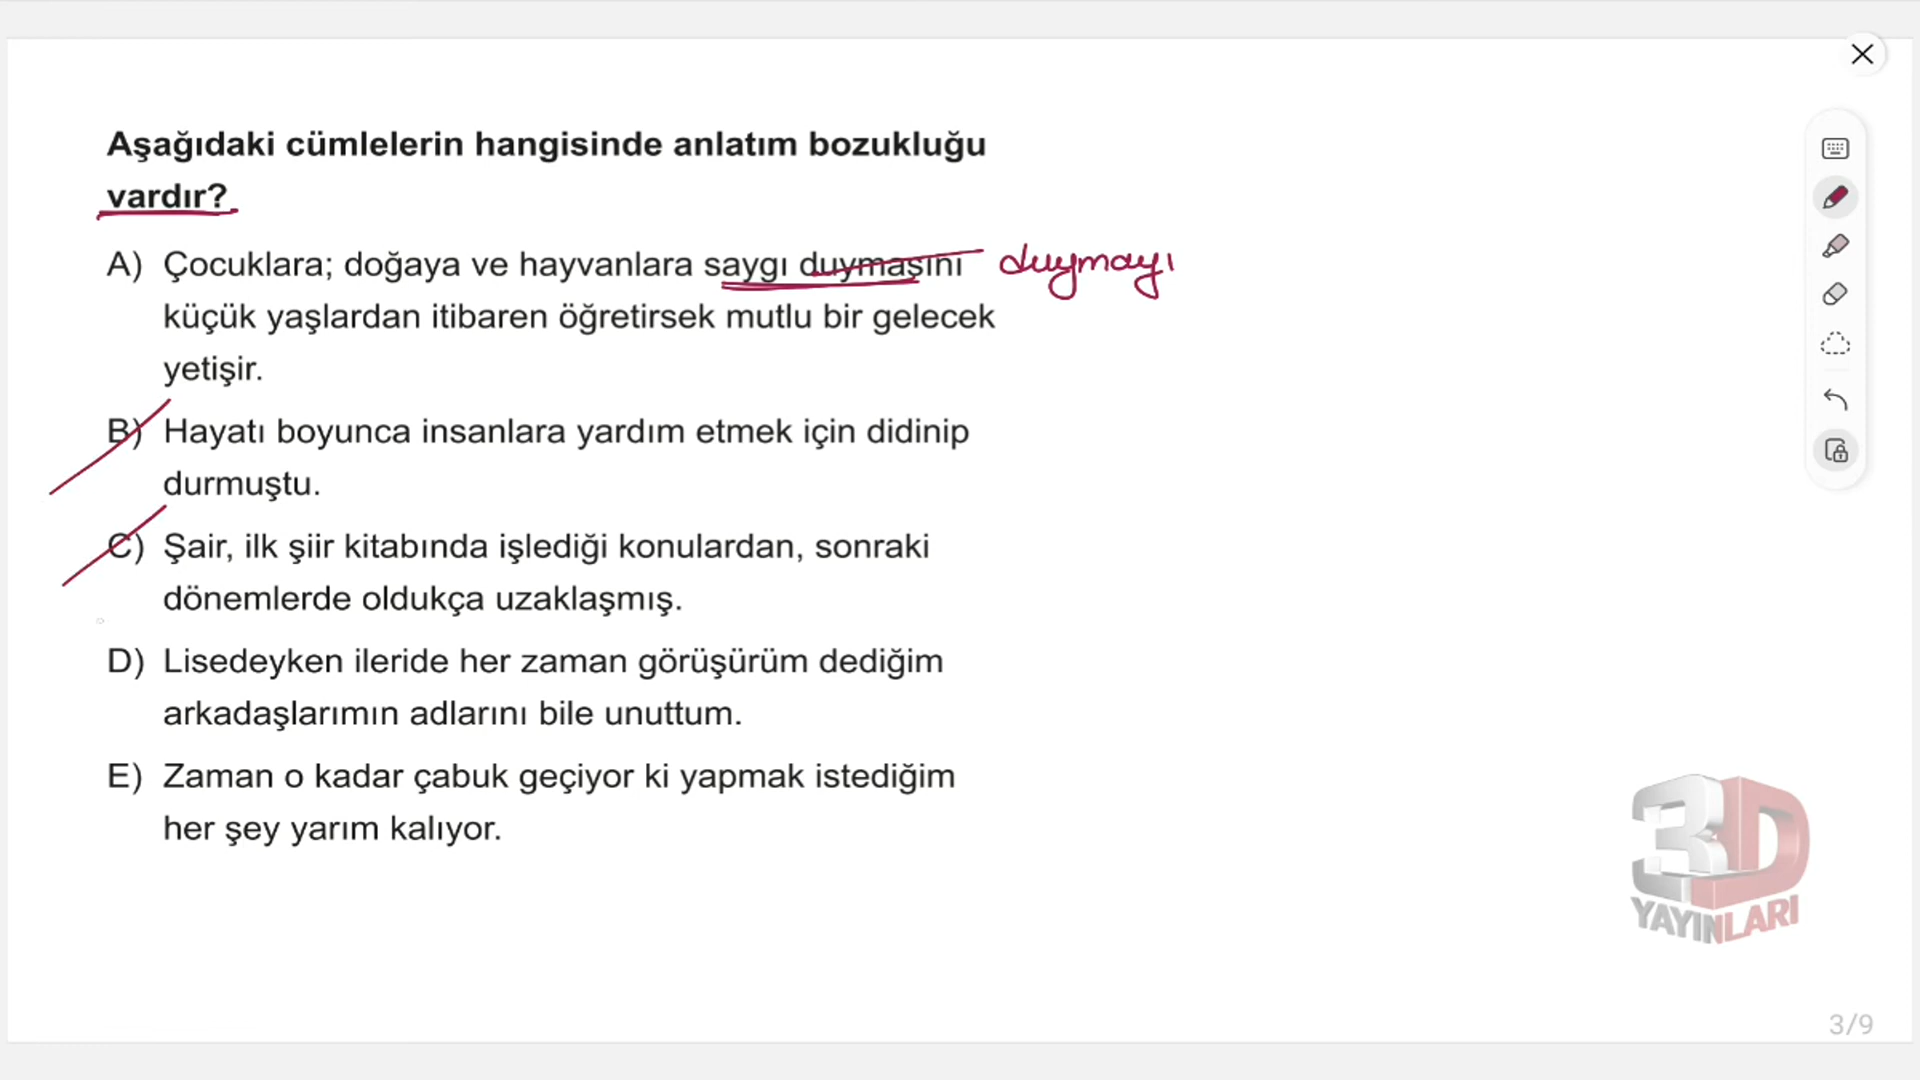 Aşağıdaki cümlelerin hangisinde anlatım bozukluğu
vardır?
A) Çocuklara; doğaya ve hayvanlara saygı duymasını duymayı
küçük yaşlardan itibaren öğretirsek mutlu bir gelecek
yetişir.
B) Hayatı boyunca insanlara yardım etmek için didinip
durmuştu.
C) Şair, ilk şiir kitabında işlediği konulardan, sonraki
dönemlerde oldukça uzaklaşmış.
D) Lisedeyken ileride her zaman görüşürüm dediğim
arkadaşlarımın adlarını bile unuttum.
E) Zaman o kadar çabuk geçiyor ki yapmak istediğim
her şey yarım kalıyor.
3D
YAYINLARI
3/9